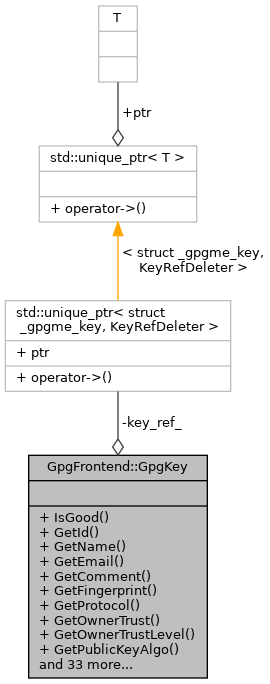 T
+ptr
std::unique_ptr< T >
+ operator->()
< struct _gpgme_key,
KeyRefDeleter >
std::unique_ptr< struct
_gpgme_key, KeyRefDeleter >
+ ptr
+ operator->()
-key_ref_
GpgFrontend::GpgKey
+ IsGood()
+ GetId()
+ GetName()
+ GetEmail()
+ GetComment()
+ GetFingerprint()
+ GetProtocol()
+ GetOwnerTrust()
+ GetOwnerTrustLevel()
+ GetPublicKeyAlgo()
and 33 more...